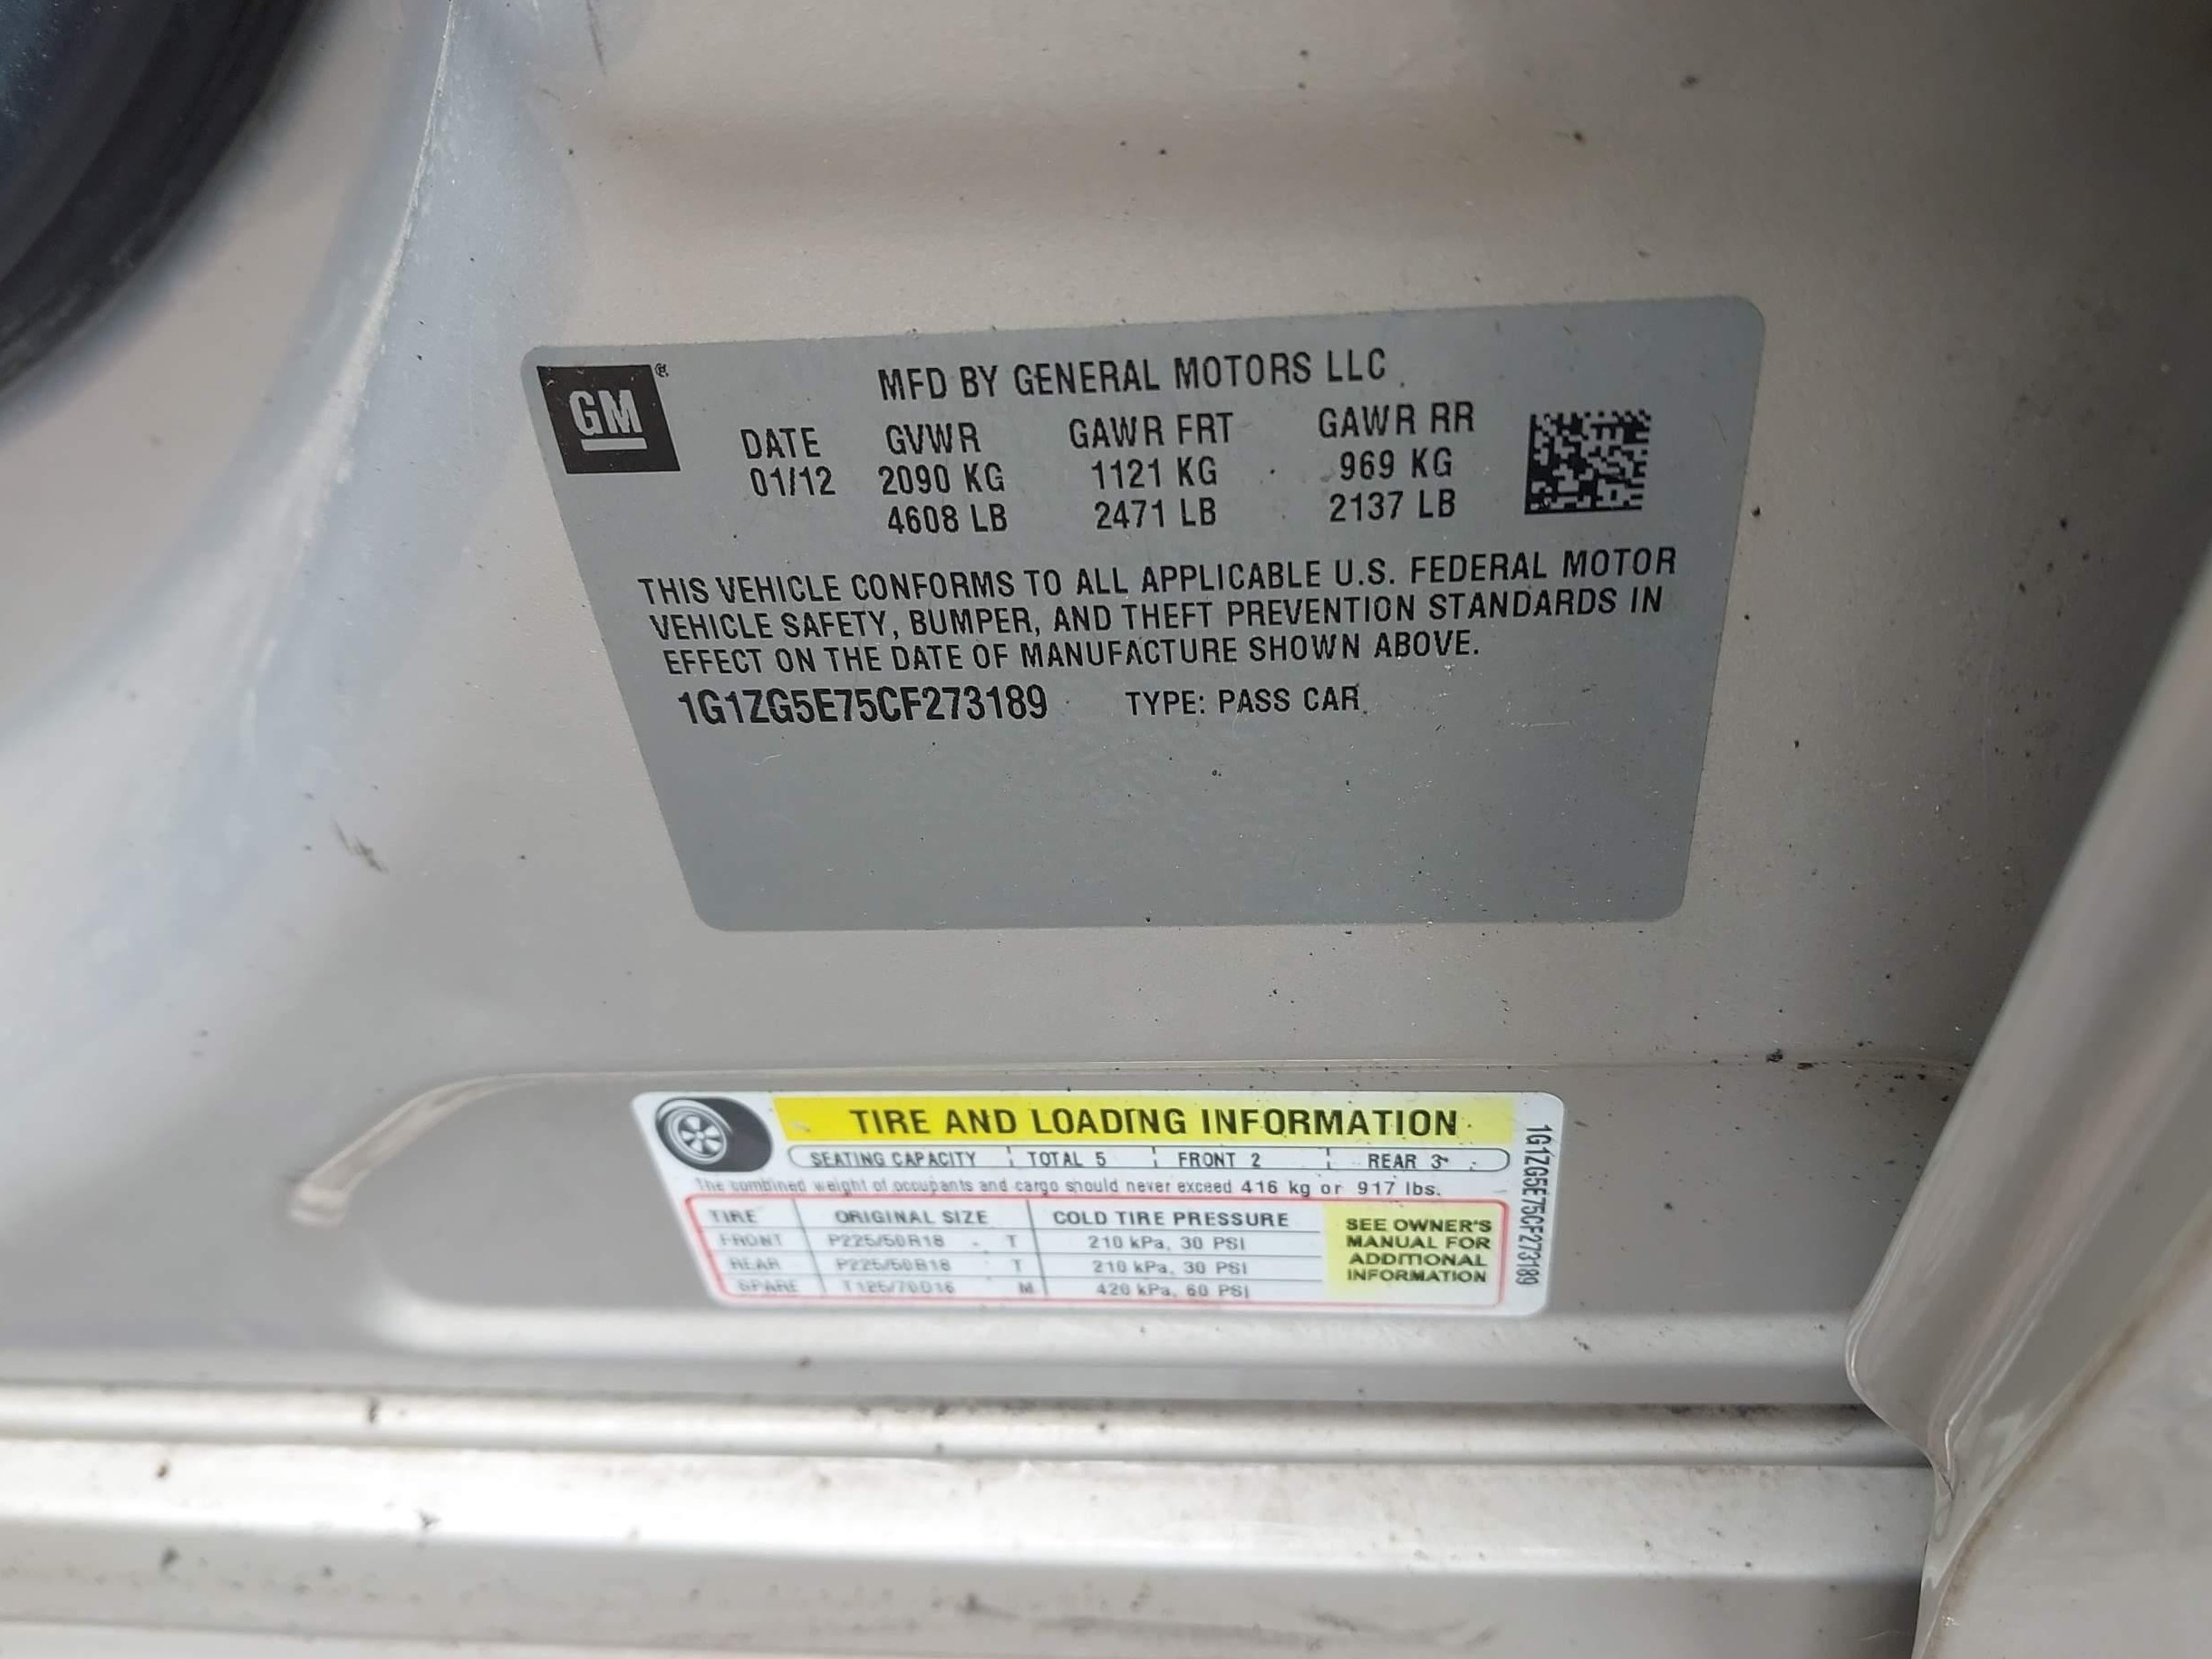 GM ®
MFD BY GENERAL MOTORS LLC
DATE GVWR GAWR FRT GAWR RR
01/12 2090 KG 1121 KG 969 KG
4608 LB 2471 LB 2137 LB
THIS VEHICLE CONFORMS TO ALL APPLICABLE U.S. FEDERAL MOTOR
VEHICLE SAFETY, BUMPER, AND THEFT PREVENTION STANDARDS IN
EFFECT ON THE DATE OF MANUFACTURE SHOWN ABOVE.
1G1ZG5E75CF273189 TYPE: PASS CAR
TIRE AND LOADING INFORMATION
SEATING CAPACITY TOTAL 5 FRONT 2 REAR 3
The combined weight of occupants and cargo should never exceed 416 kg or 917 lbs.
TIRE ORIGINAL SIZE COLD TIRE PRESSURE
FRONT P225/50R18 T 210 kPa, 30 PSI
REAR P225/50R18 T 210 kPa, 30 PSI
SPARE T125/70D16 M 420 kPa, 60 PSI
SEE OWNER'S
MANUAL FOR
ADDITIONAL
INFORMATION
1G1ZG5E75CF273189